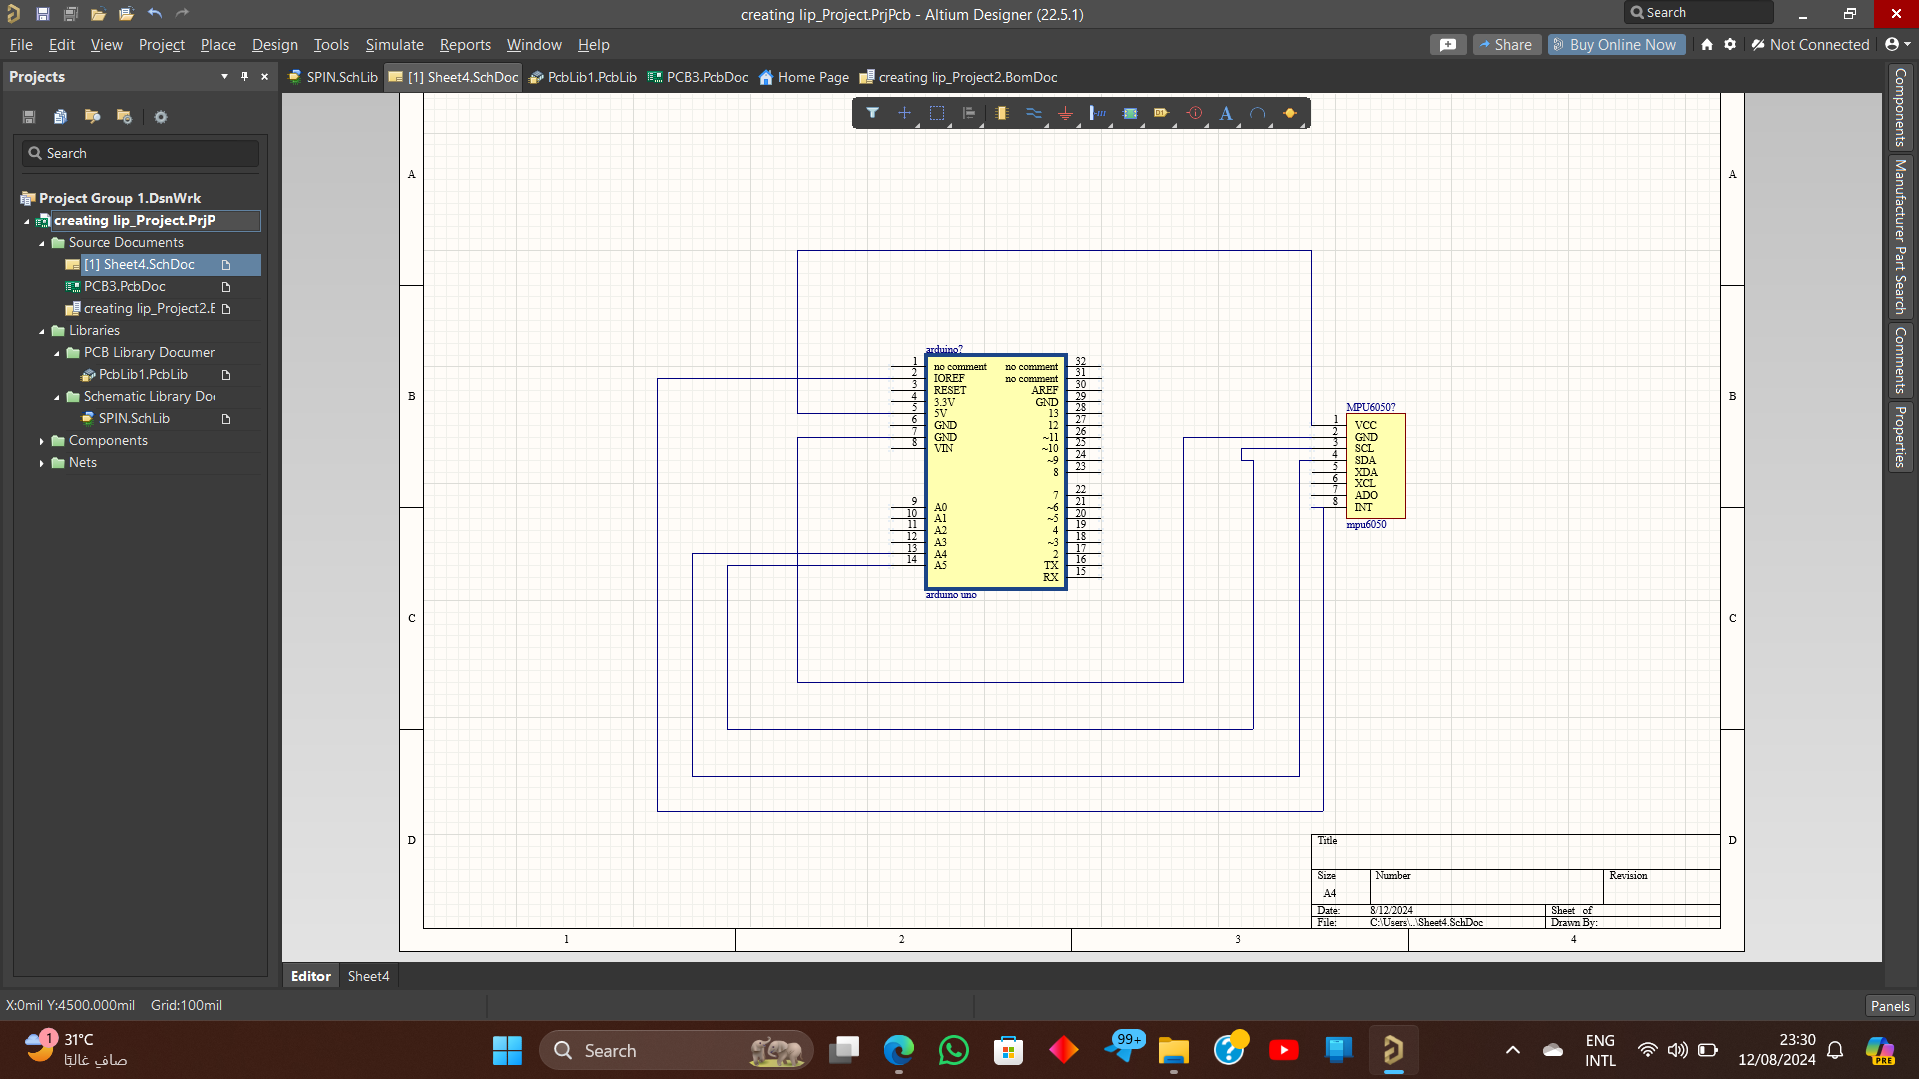 creating lip_Project.PrjPcb - Altium Designer (22.5.1)
Search
File Edit View Project Place Design Tools Simulate Reports Window Help
Share
Buy Online Now
Not Connected
Projects
SPIN.SchLib
[1] Sheet4.SchDoc
PcbLib1.PcbLib
PCB3.PcbDoc
Home Page
creating lip_Project2.BomDoc
Search
Project Group 1.DsnWrk
creating lip_Project.PrjP
Source Documents
[1] Sheet4.SchDoc
PCB3.PcbDoc
creating lip_Project2.E
Libraries
PCB Library Documer
PcbLib1.PcbLib
Schematic Library Do
SPIN.SchLib
Components
Nets
Components
Manufacturer Part Search
Comments
Properties
A
A
B
B
C
C
D
D
arduino?
1 no comment no comment 32
2 IOREF no comment 31
3 RESET AREF 30
4 3.3V GND 29
5 5V 13 28
6 GND 12 27
7 GND ~11 26
8 VIN ~10 25
~9 24
8 23
7 22
9 A0 ~6 21
10 A1 ~5 20
11 A2 4 19
12 A3 ~3 18
13 A4 2 17
14 A5 TX 16
RX 15
arduino uno
MPU6050?
1 VCC
2 GND
3 SCL
4 SDA
5 XDA
6 XCL
7 ADO
8 INT
mpu6050
Title
Size Number Revision
A4
Date: 8/12/2024 Sheet of
File: C:\Users\..\Sheet4.SchDoc Drawn By:
1 2 3 4
Editor Sheet4
X:0mil Y:4500.000mil Grid:100mil
Panels
1
31°C
صافٍ غالبًا
Search
99+
ENG
INTL
23:30
12/08/2024
PRE